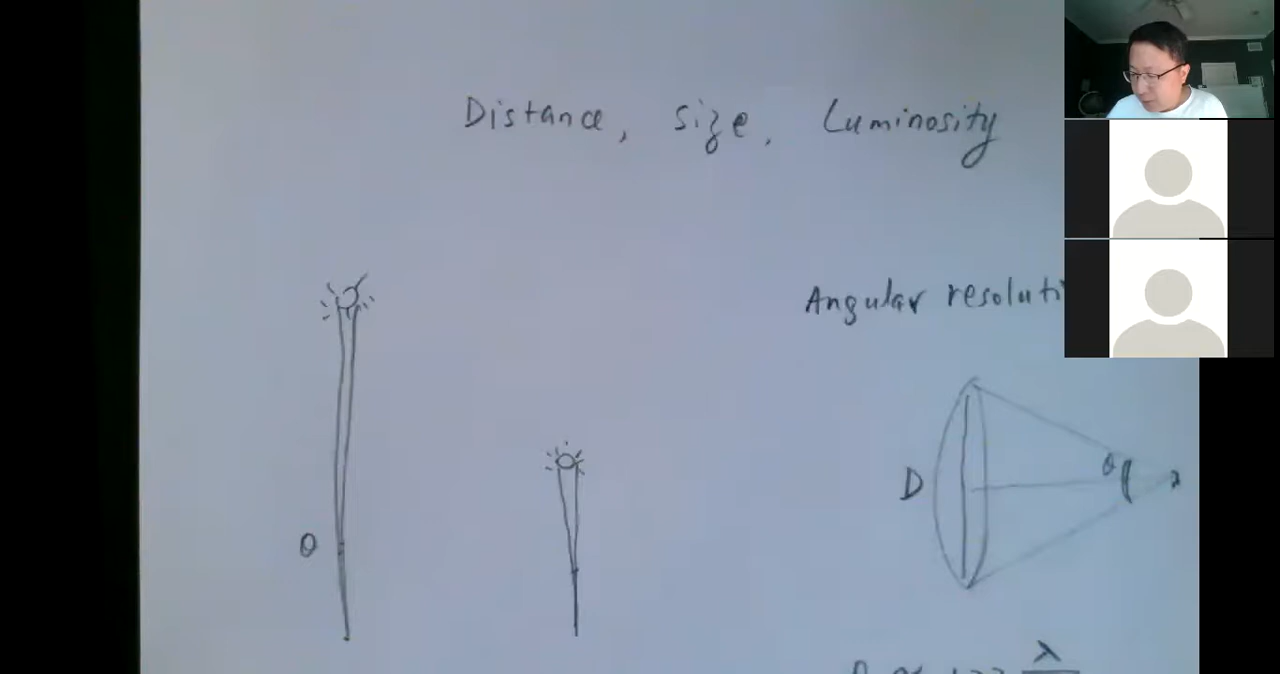 Distance, size, Luminosity
Angular resoluti
D
θ
θ
λ